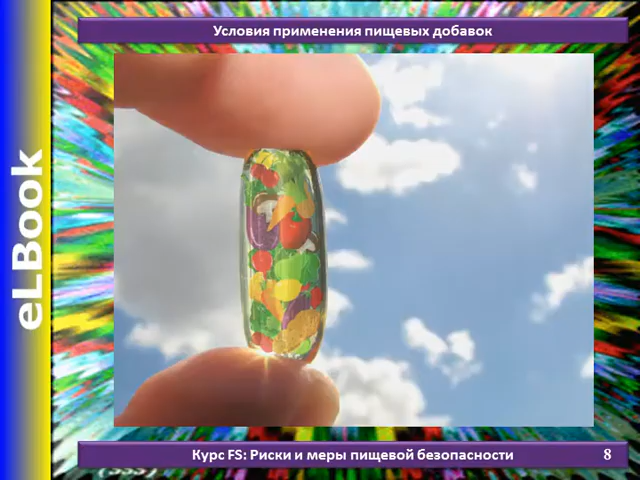 Условия применения пищевых добавок
eLBook
Курс FS: Риски и меры пищевой безопасности 8